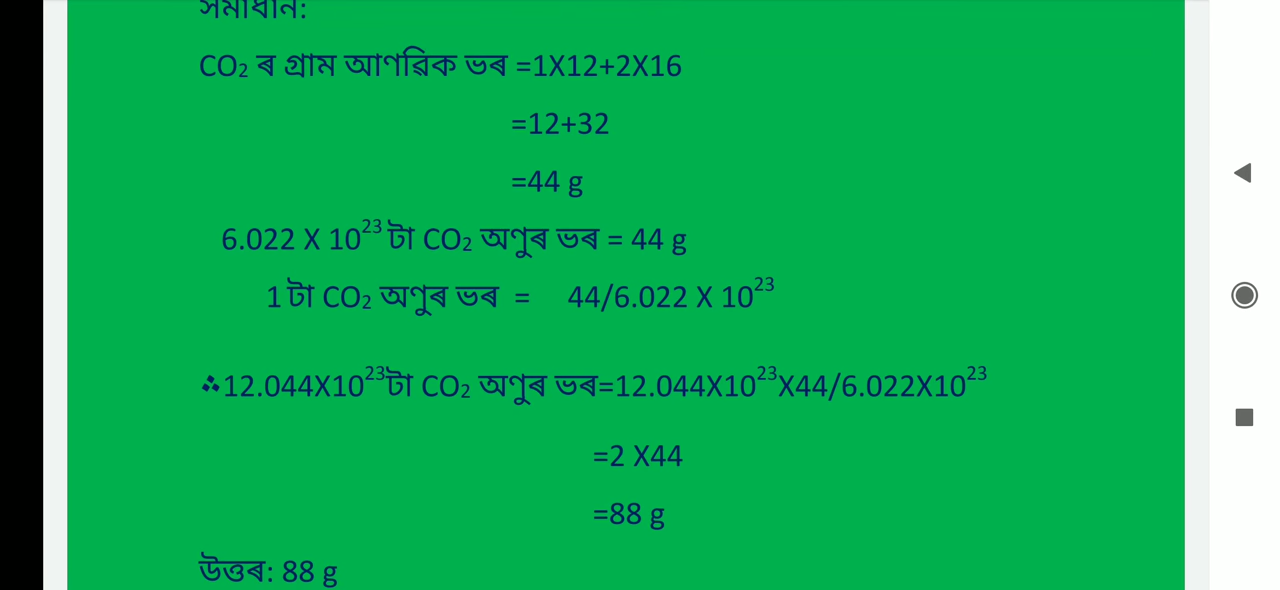 সমাধান:
CO₂ ৰ গ্ৰাম আণৱিক ভৰ =1X12+2X16
=12+32
=44 g
6.022 X 10²³ টা CO₂ অণুৰ ভৰ = 44 g
1 টা CO₂ অণুৰ ভৰ = 44/6.022 X 10²³
∴12.044X10²³টা CO₂ অণুৰ ভৰ=12.044X10²³X44/6.022X10²³
=2 X44
=88 g
উত্তৰ: 88 g